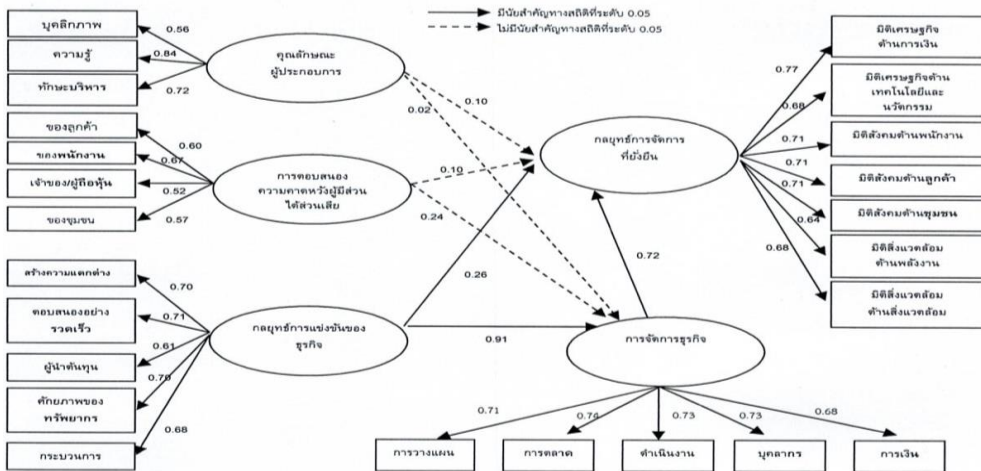 มีนัยสำคัญทางสถิติที่ระดับ 0.05
ไม่มีนัยสำคัญทางสถิติที่ระดับ 0.05
บุคลิกภาพ
ความรู้
ทักษะบริหาร
0.56
0.84
0.72
คุณลักษณะ
ผู้ประกอบการ
ของลูกค้า
ของพนักงาน
เจ้าของ/ผู้ถือหุ้น
ของชุมชน
0.60
0.67
0.52
0.57
การตอบสนอง
ความคาดหวังผู้มีส่วน
ได้ส่วนเสีย
สร้างความแตกต่าง
ตอบสนองอย่าง
รวดเร็ว
ผู้นำต้นทุน
ศักยภาพของ
ทรัพยากร
กระบวนการ
0.70
0.71
0.61
0.70
0.68
กลยุทธ์การแข่งขันของ
ธุรกิจ
0.10
0.02
0.10
0.24
0.26
0.91
0.72
กลยุทธ์การจัดการ
ที่ยั่งยืน
0.77
0.68
0.71
0.71
0.71
0.64
0.68
มิติเศรษฐกิจ
ด้านการเงิน
มิติเศรษฐกิจด้าน
เทคโนโลยีและ
นวัตกรรม
มิติสังคมด้านพนักงาน
มิติสังคมด้านลูกค้า
มิติสังคมด้านชุมชน
มิติสิ่งแวดล้อม
ด้านพลังงาน
มิติสิ่งแวดล้อม
ด้านสิ่งแวดล้อม
การจัดการธุรกิจ
0.71
0.74
0.73
0.73
0.68
การวางแผน
การตลาด
ดำเนินงาน
บุคลากร
การเงิน